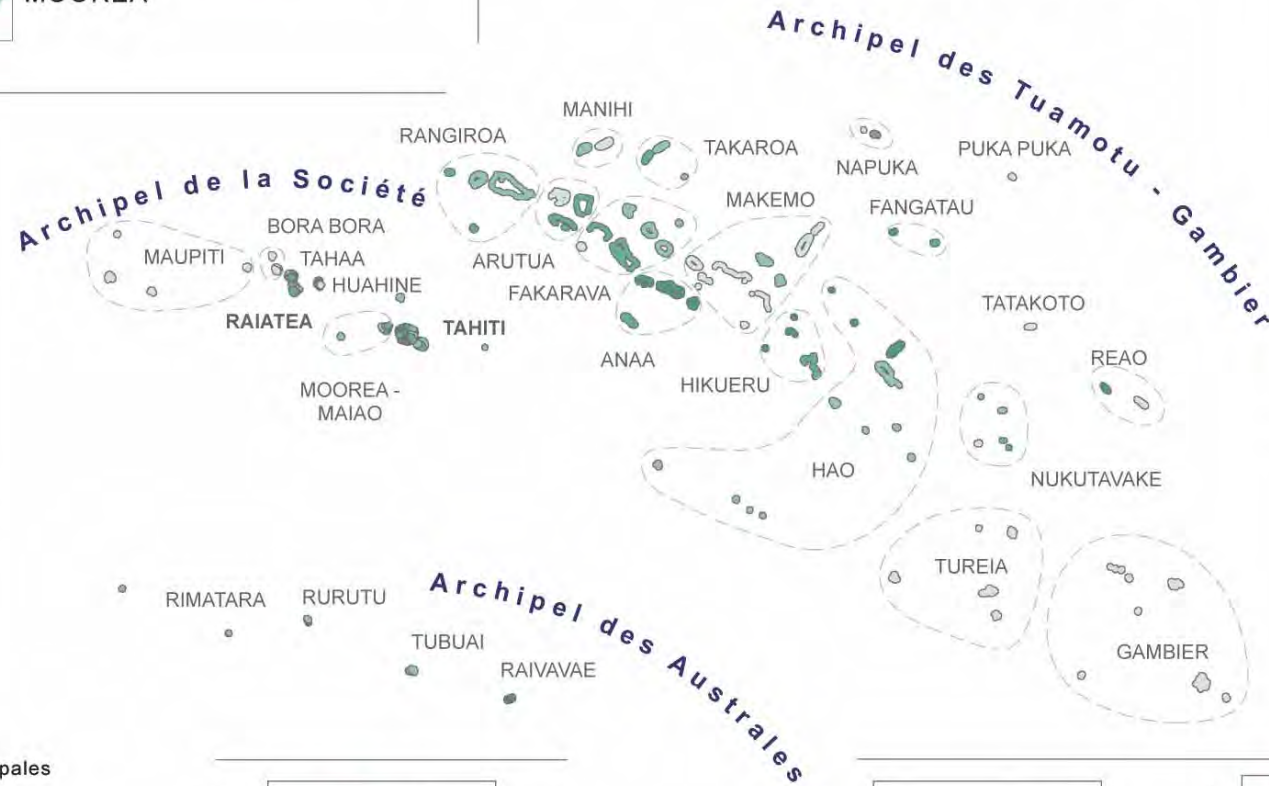 MOOREA
Archipel des Tuamotu - Gambier
MANIHI
RANGIROA
TAKAROA
NAPUKA
PUKA PUKA
Archipel de la Société
MAKEMO
FANGATAU
BORA BORA
MAUPITI
TAHAA
ARUTUA
HUAHINE
FAKARAVA
TATAKOTO
RAIATEA
TAHITI
ANAA
REAO
HIKUERU
MOOREA -
MAIAO
HAO
NUKUTAVAKE
TUREIA
Archipel des Australes
RIMATARA
RURUTU
TUBUAI
GAMBIER
RAIVAVAE
pales